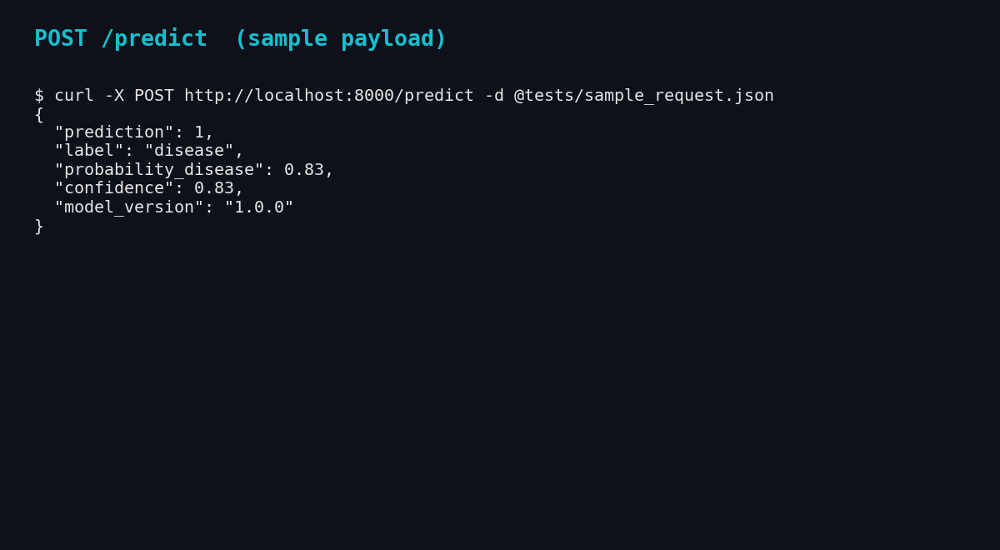 POST /predict  (sample payload)
$ curl -X POST http://localhost:8000/predict -d @tests/sample_request.json
{
  "prediction": 1,
  "label": "disease",
  "probability_disease": 0.83,
  "confidence": 0.83,
  "model_version": "1.0.0"
}